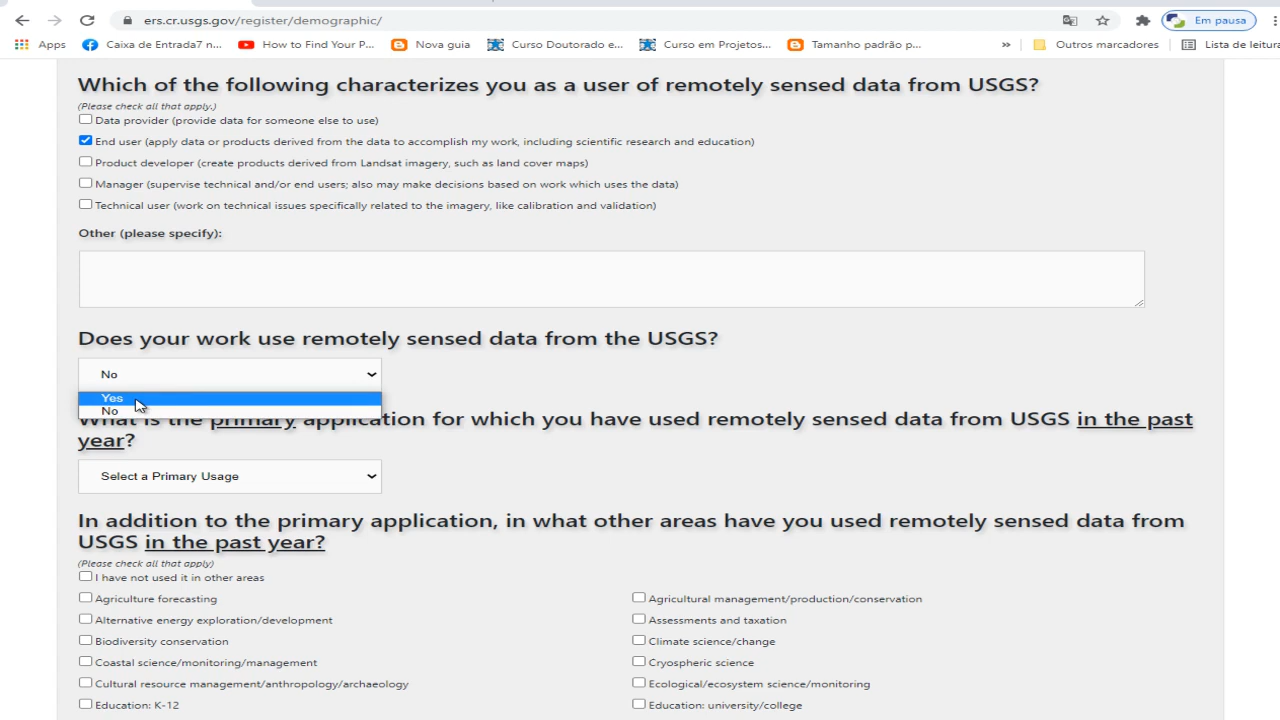 ers.cr.usgs.gov/register/demographic/
Em pausa
Apps
Caixa de Entrada7 n...
How to Find Your P...
Nova guia
Curso Doutorado e...
Curso em Projetos...
Tamanho padrão p...
»
Outros marcadores
Lista de leitura
Which of the following characterizes you as a user of remotely sensed data from USGS?
(Please check all that apply.)
Data provider (provide data for someone else to use)
End user (apply data or products derived from the data to accomplish my work, including scientific research and education)
Product developer (create products derived from Landsat imagery, such as land cover maps)
Manager (supervise technical and/or end users; also may make decisions based on work which uses the data)
Technical user (work on technical issues specifically related to the imagery, like calibration and validation)
Other (please specify):
Does your work use remotely sensed data from the USGS?
No
Yes
No
What is the primary application for which you have used remotely sensed data from USGS in the past
year?
Select a Primary Usage
In addition to the primary application, in what other areas have you used remotely sensed data from
USGS in the past year?
(Please check all that apply)
I have not used it in other areas
Agriculture forecasting
Agricultural management/production/conservation
Alternative energy exploration/development
Assessments and taxation
Biodiversity conservation
Climate science/change
Coastal science/monitoring/management
Cryospheric science
Cultural resource management/anthropology/archaeology
Ecological/ecosystem science/monitoring
Education: K-12
Education: university/college